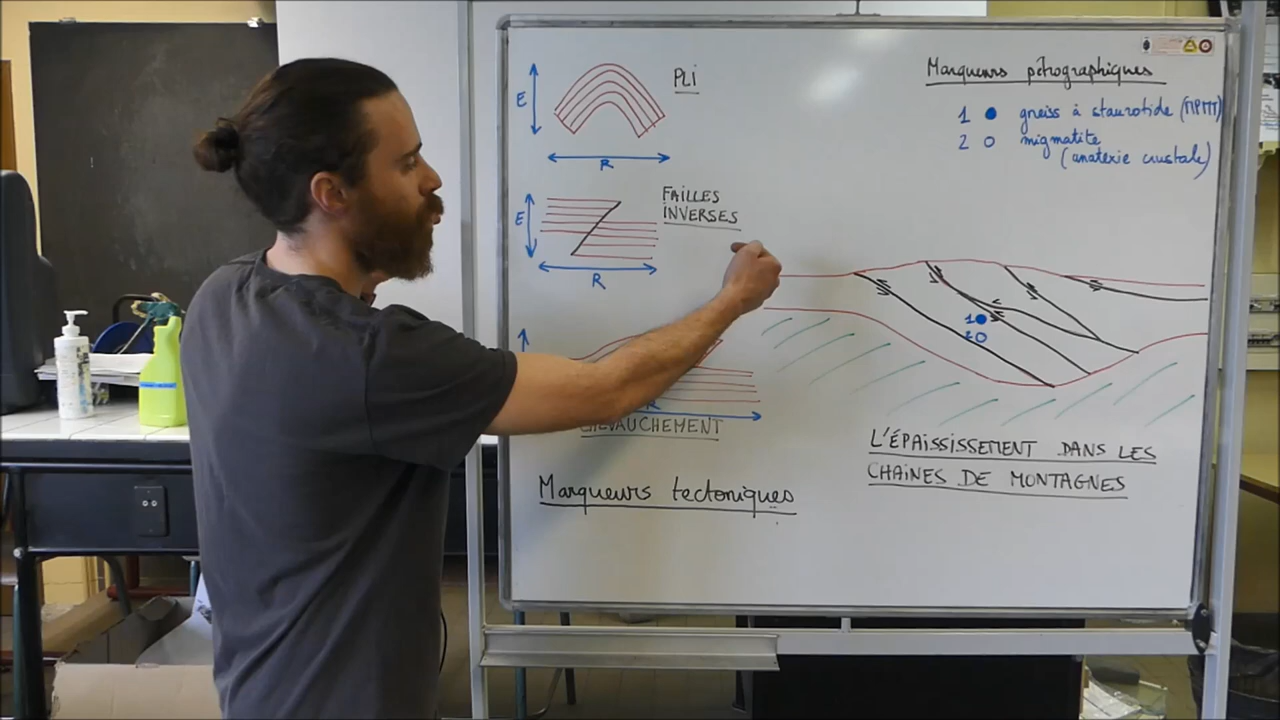 E
PLI
R
E
FAILLES
INVERSES
R
R
CHEVAUCHEMENT
Marqueurs tectoniques
Marqueurs pétrographiques
1 gneiss à staurotide (MPMT)
2 migmatite
(anatexie crustale)
1
2
L'ÉPAISSISSEMENT DANS LES
CHAINES DE MONTAGNES